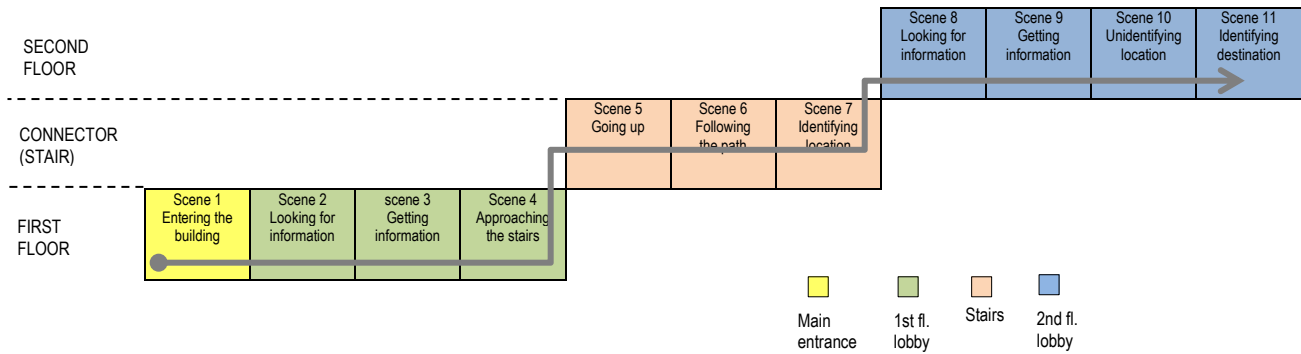 Scene 8
Looking for
information
Scene 9
Getting
information
Scene 10
Unidentifying
location
Scene 11
Identifying
destination
SECOND
FLOOR
Scene 5
Going up
Scene 6
Following
the path
Scene 7
Identifying
location
CONNECTOR
(STAIR)
Scene 1
Entering the
building
Scene 2
Looking for
information
scene 3
Getting
information
Scene 4
Approaching
the stairs
FIRST
FLOOR
Main
entrance
1st fl.
lobby
Stairs
2nd fl.
lobby